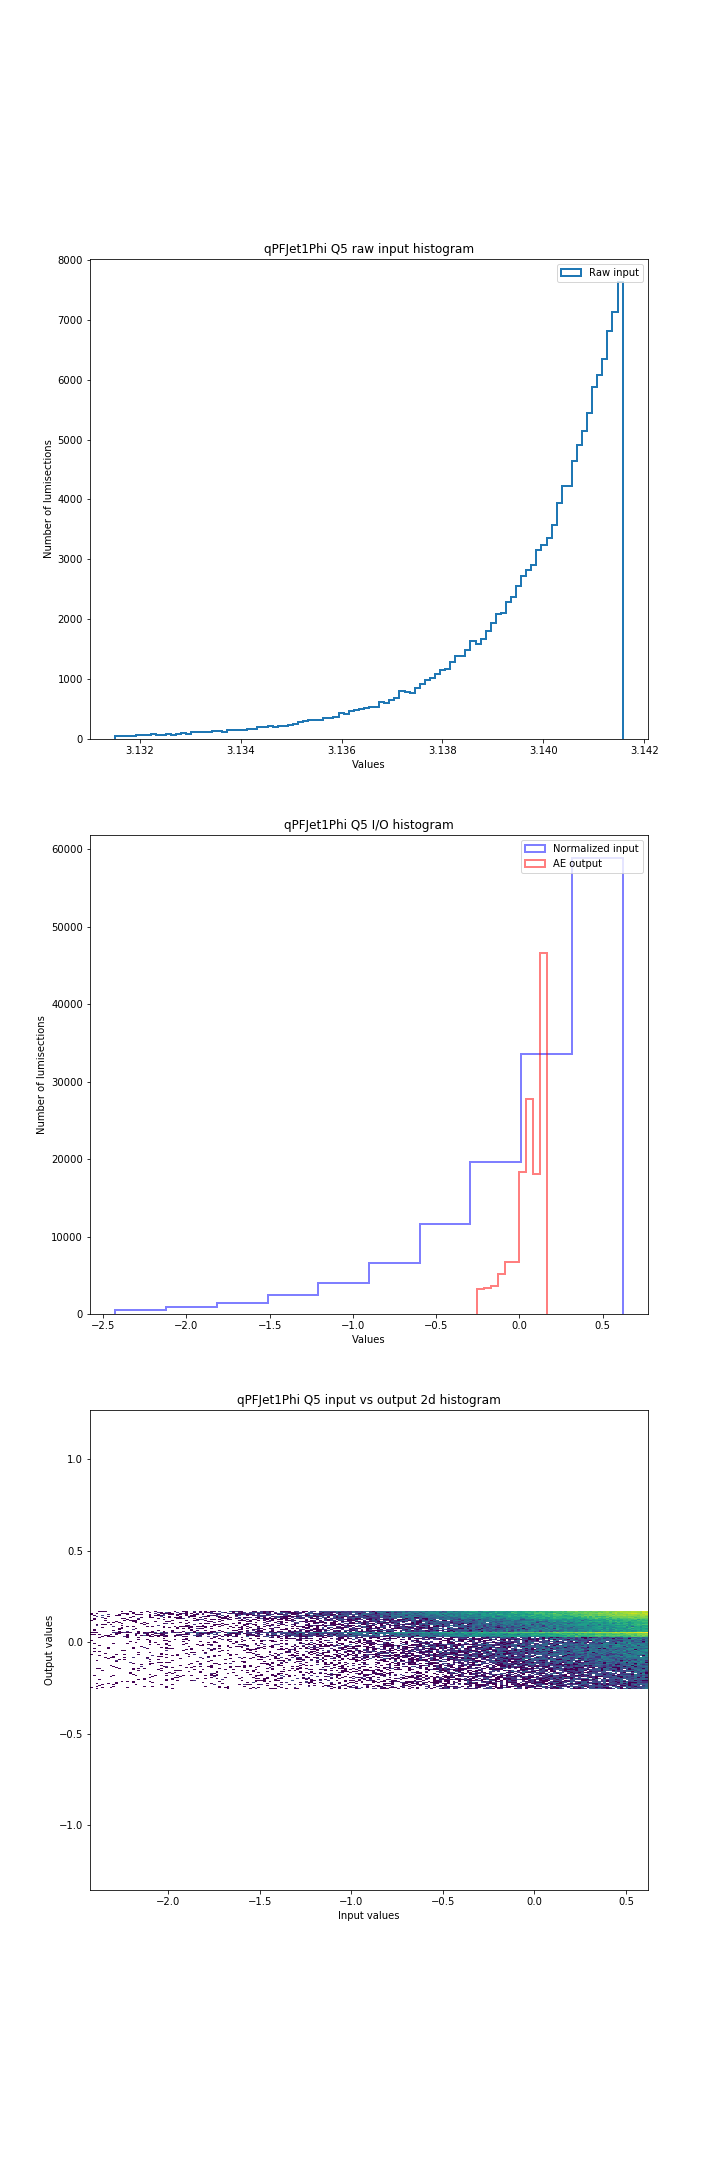 qPFJet1Phi Q5 raw input histogram
8000
7000
6000
5000
4000
3000
2000
1000
0
Number of lumisections
Raw input
3.132 3.134 3.136 3.138 3.140 3.142
Values
qPFJet1Phi Q5 I/O histogram
60000
50000
40000
30000
20000
10000
0
Number of lumisections
Normalized input
AE output
−2.5 −2.0 −1.5 −1.0 −0.5 0.0 0.5
Values
qPFJet1Phi Q5 input vs output 2d histogram
1.0
0.5
0.0
−0.5
−1.0
Output values
−2.0 −1.5 −1.0 −0.5 0.0 0.5
Input values